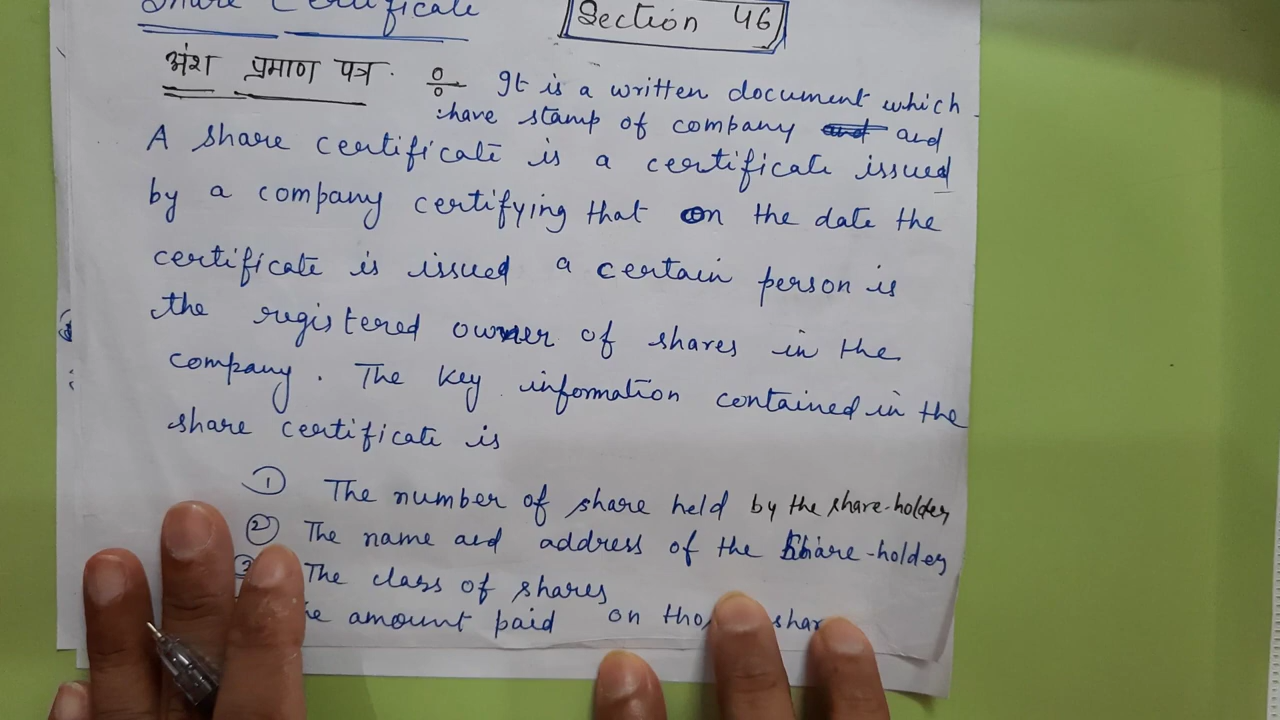 Share Certificate
Section 46
अंश प्रमाण पत्र. ÷ It is a written document which
have stamp of company and and
A share certificate is a certificate issued
by a company certifying that on the date the
certificate is issued a certain person is
the registered owner of shares in the
company. The key information contained in the
share certificate is
① The number of share held by the share-holder
② The name and address of the share-holder
The class of shares
amount paid on